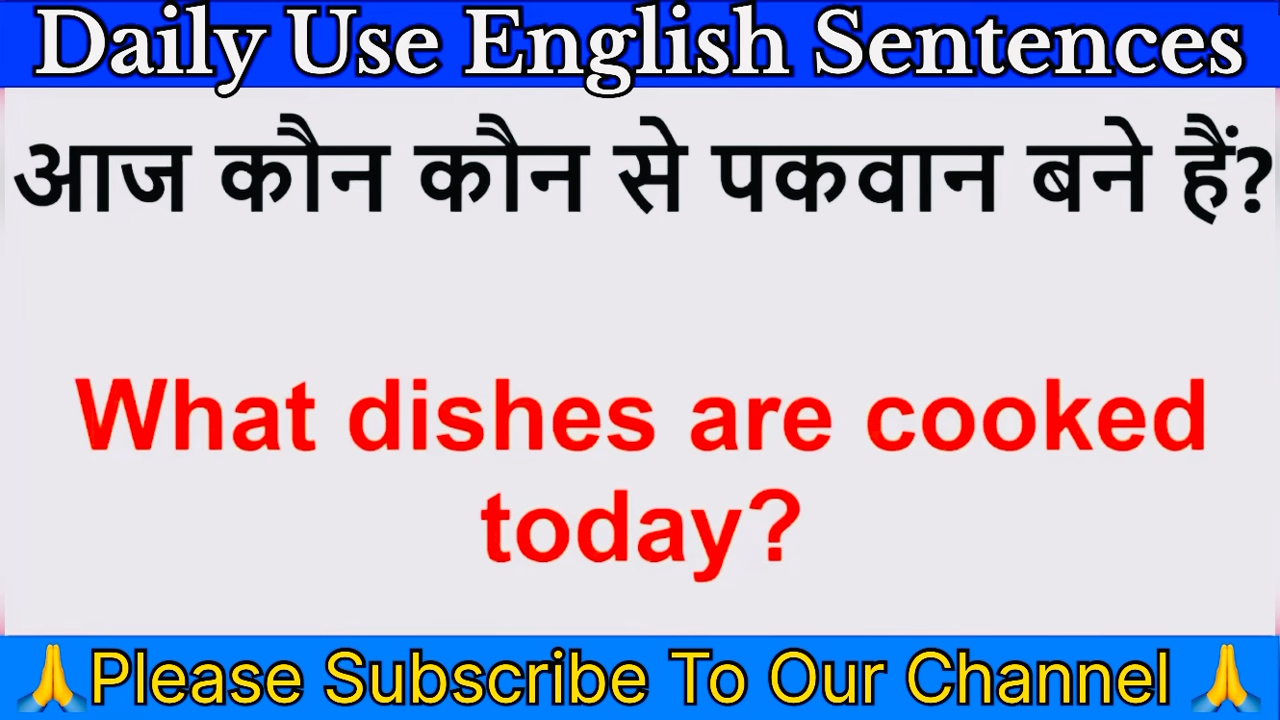 Daily Use English Sentences
आज कौन कौन से पकवान बने हैं?
What dishes are cooked
today?
🙏Please Subscribe To Our Channel 🙏